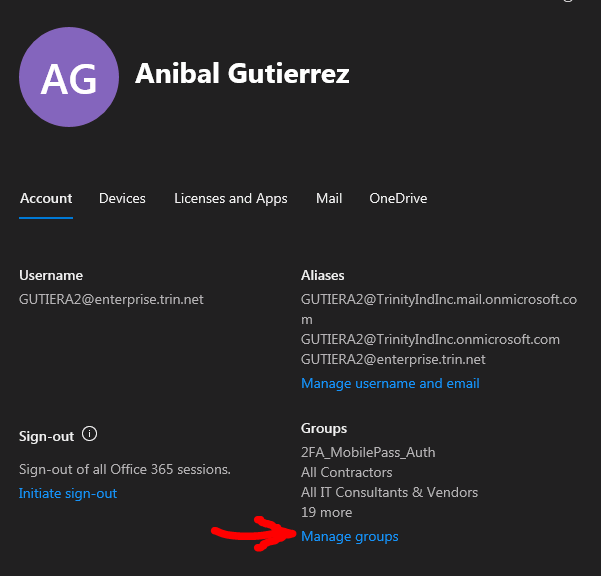 AG
Anibal Gutierrez
Account Devices Licenses and Apps Mail OneDrive
Username
GUTIERA2@enterprise.trin.net
Aliases
GUTIERA2@TrinityIndInc.mail.onmicrosoft.co
m
GUTIERA2@TrinityIndInc.onmicrosoft.com
GUTIERA2@enterprise.trin.net
Manage username and email
Sign-out
Sign-out of all Office 365 sessions.
Initiate sign-out
Groups
2FA_MobilePass_Auth
All Contractors
All IT Consultants & Vendors
19 more
Manage groups